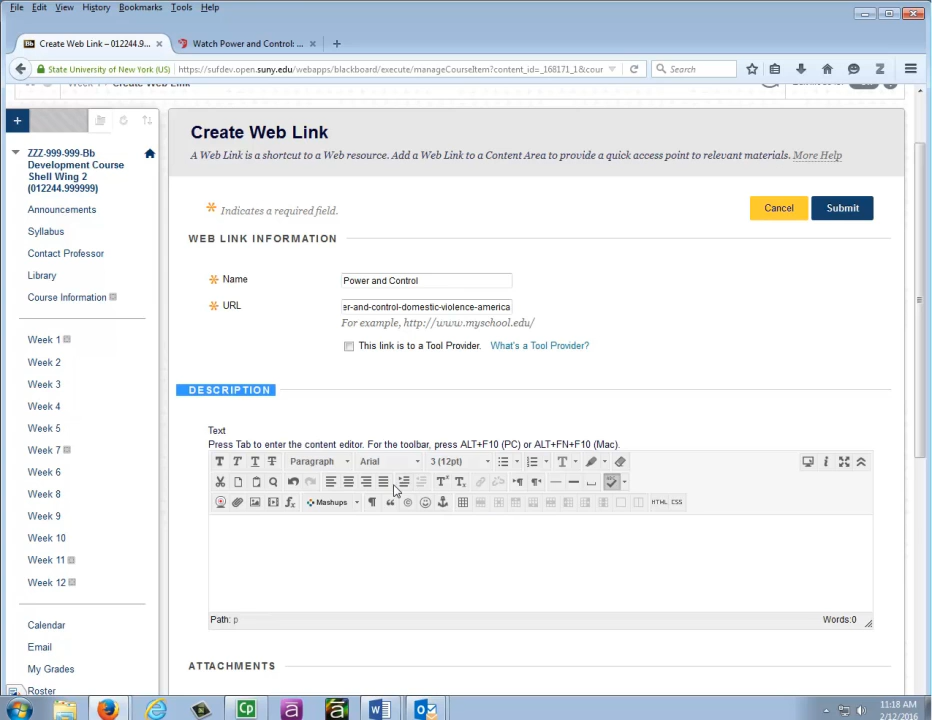 File Edit View History Bookmarks Tools Help
Bb Create Web Link – 012244.9... × Watch Power and Control: ... × +
State University of New York (US) https://sufdev.open.suny.edu/webapps/blackboard/execute/manageCourseItem?content_id=_168171_1&cour Search
Create Web Link
Create Web Link
A Web Link is a shortcut to a Web resource. Add a Web Link to a Content Area to provide a quick access point to relevant materials. More Help
ZZZ-999-999-Bb
Development Course
Shell Wing 2
(012244.999999)
Announcements
Syllabus
Contact Professor
Library
Course Information
Week 1
Week 2
Week 3
Week 4
Week 5
Week 7
Week 6
Week 8
Week 9
Week 10
Week 11
Week 12
Calendar
Email
My Grades
Roster
Indicates a required field.
Cancel Submit
WEB LINK INFORMATION
Name Power and Control
URL er-and-control-domestic-violence-america
For example, http://www.myschool.edu/
This link is to a Tool Provider. What's a Tool Provider?
DESCRIPTION
Text
Press Tab to enter the content editor. For the toolbar, press ALT+F10 (PC) or ALT+FN+F10 (Mac).
Paragraph Arial 3 (12pt)
Mashups HTML CSS
Path: p Words:0
ATTACHMENTS
11:18 AM
2/12/2016